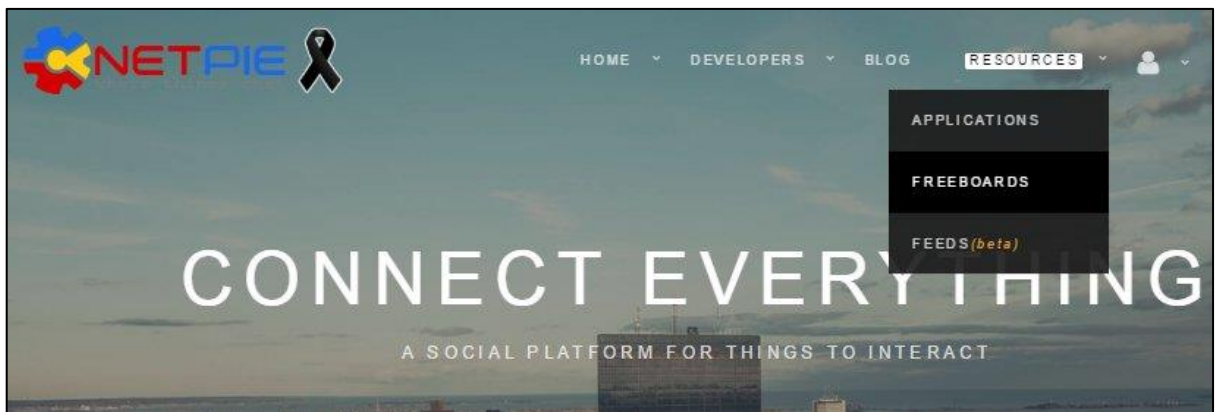 NETPIE
HOME DEVELOPERS BLOG RESOURCES
APPLICATIONS
FREEBOARDS
FEEDS(beta)
CONNECT EVERYTHING
A SOCIAL PLATFORM FOR THINGS TO INTERACT